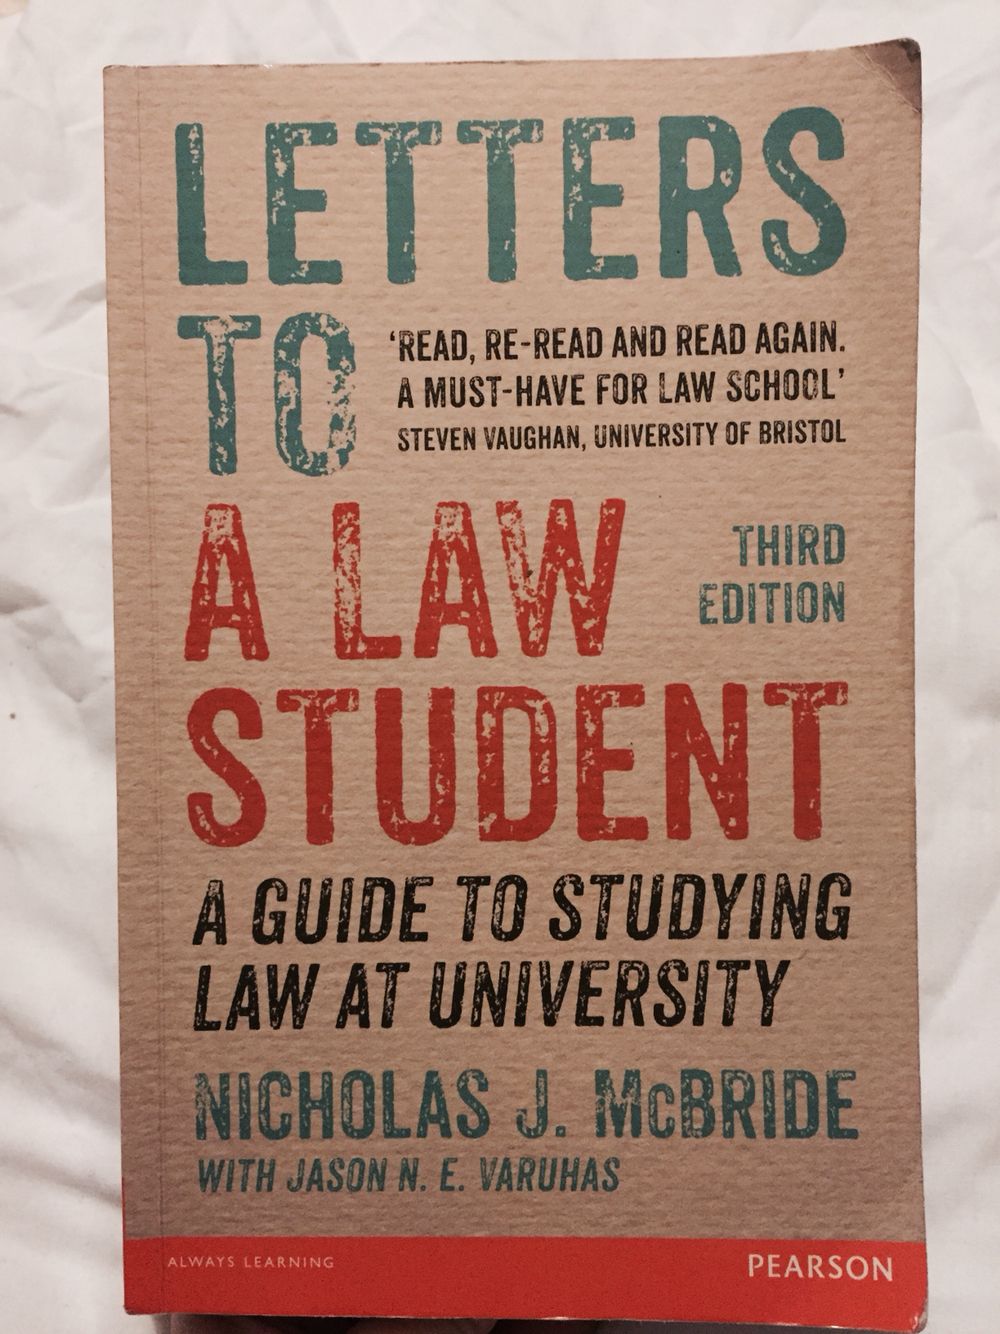 LETTERS
TO
'READ, RE-READ AND READ AGAIN.
A MUST-HAVE FOR LAW SCHOOL'
STEVEN VAUGHAN, UNIVERSITY OF BRISTOL
A LAW
THIRD
EDITION
STUDENT
A GUIDE TO STUDYING
LAW AT UNIVERSITY
NICHOLAS J. McBRIDE
WITH JASON N. E. VARUHAS
ALWAYS LEARNING
PEARSON